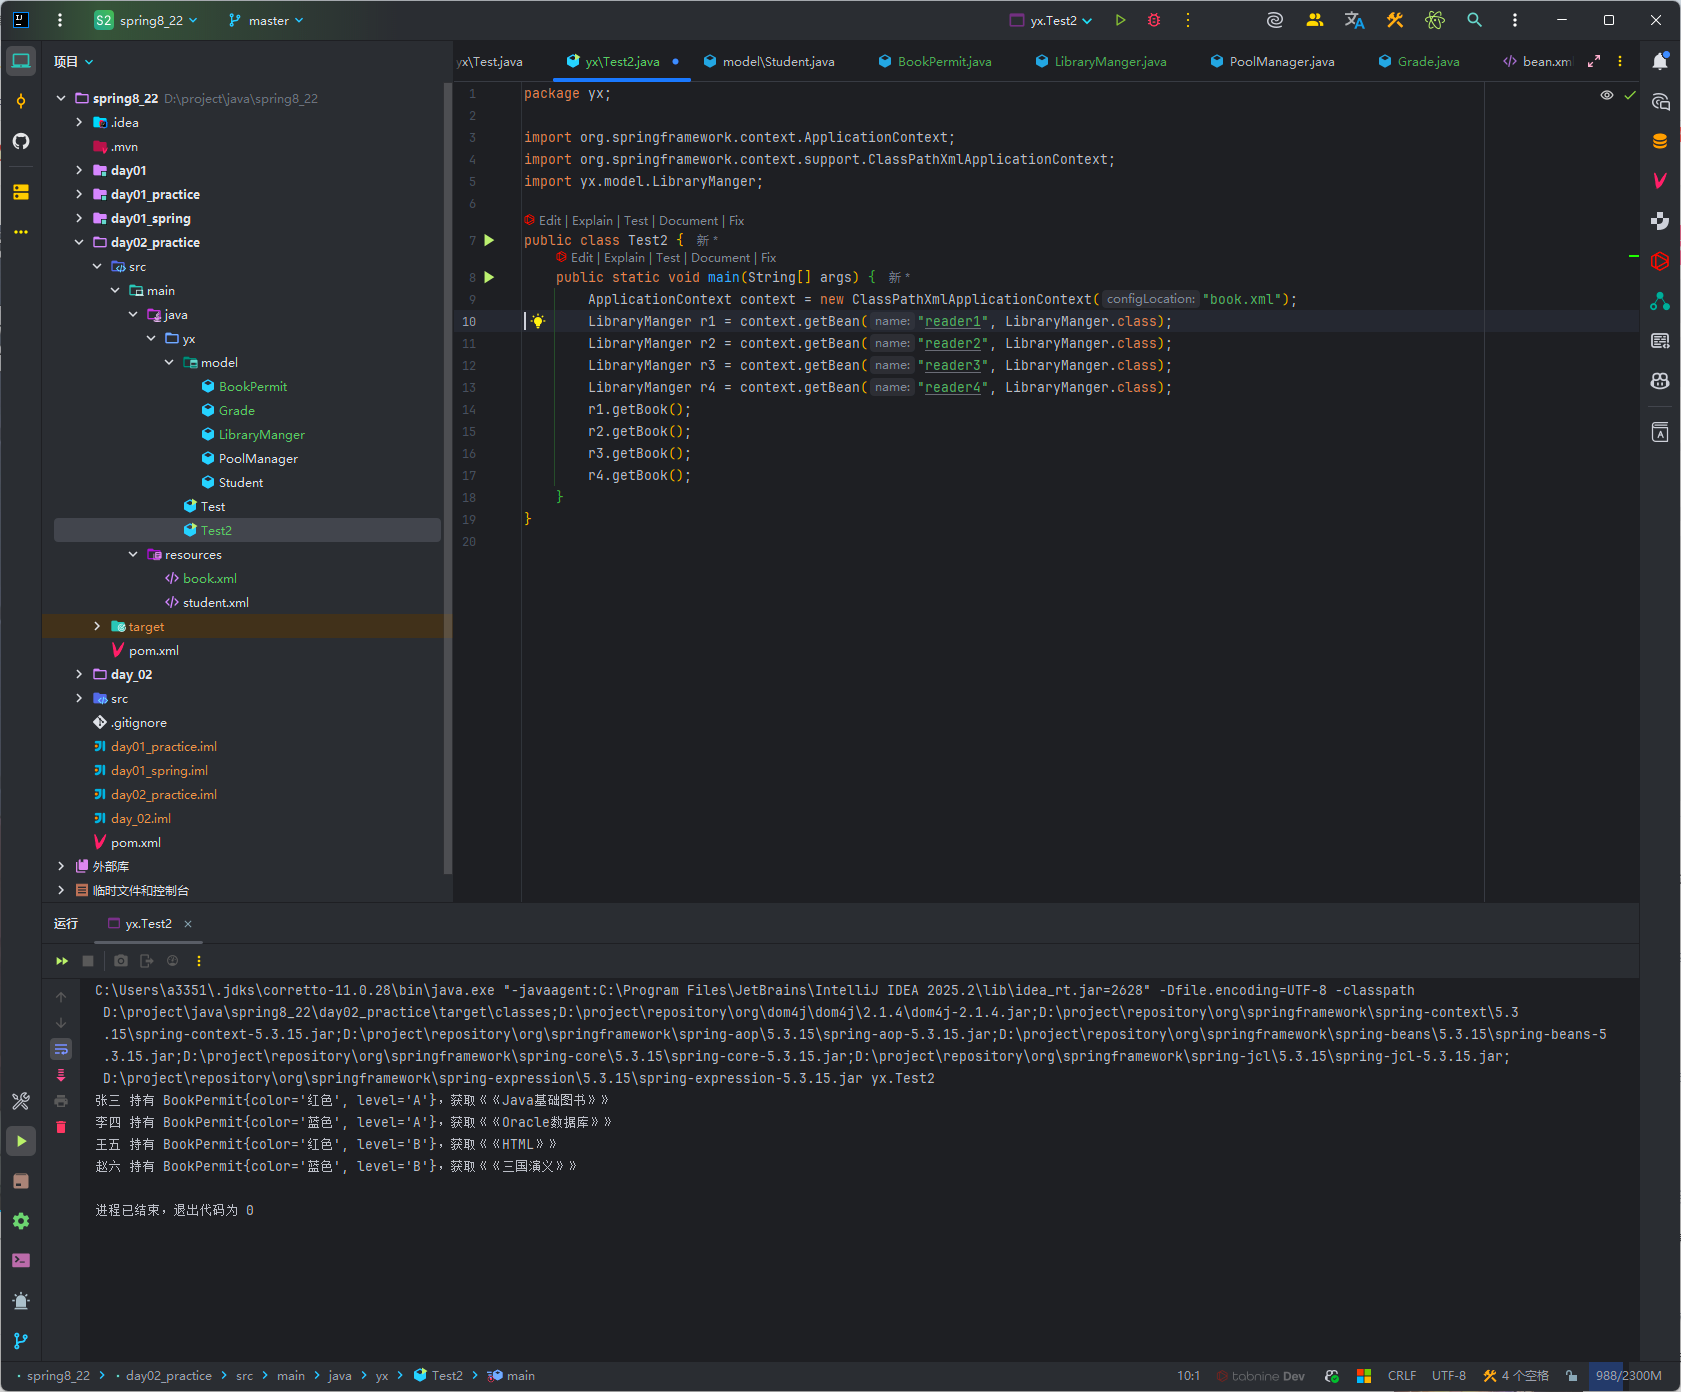 S2 spring8_22 master yx.Test2
项目
spring8_22 D:\project\java\spring8_22
.idea
.mvn
day01
day01_practice
day01_spring
day02_practice
src
main
java
yx
model
BookPermit
Grade
LibraryManger
PoolManager
Student
Test
Test2
resources
book.xml
student.xml
target
pom.xml
day_02
src
.gitignore
day01_practice.iml
day01_spring.iml
day02_practice.iml
day_02.iml
pom.xml
外部库
临时文件和控制台
yx\Test.java yx\Test2.java model\Student.java BookPermit.java LibraryManger.java PoolManager.java Grade.java bean.xml
1 package yx;
2
3 import org.springframework.context.ApplicationContext;
4 import org.springframework.context.support.ClassPathXmlApplicationContext;
5 import yx.model.LibraryManger;
6
Edit | Explain | Test | Document | Fix
7 public class Test2 { 新 *
Edit | Explain | Test | Document | Fix
8 public static void main(String[] args) { 新 *
9 ApplicationContext context = new ClassPathXmlApplicationContext( configLocation: "book.xml");
10 LibraryManger r1 = context.getBean( name: "reader1", LibraryManger.class);
11 LibraryManger r2 = context.getBean( name: "reader2", LibraryManger.class);
12 LibraryManger r3 = context.getBean( name: "reader3", LibraryManger.class);
13 LibraryManger r4 = context.getBean( name: "reader4", LibraryManger.class);
14 r1.getBook();
15 r2.getBook();
16 r3.getBook();
17 r4.getBook();
18 }
19 }
20
运行 yx.Test2
C:\Users\a3351\.jdks\corretto-11.0.28\bin\java.exe "-javaagent:C:\Program Files\JetBrains\IntelliJ IDEA 2025.2\lib\idea_rt.jar=2628" -Dfile.encoding=UTF-8 -classpath
D:\project\java\spring8_22\day02_practice\target\classes;D:\project\repository\org\dom4j\dom4j\2.1.4\dom4j-2.1.4.jar;D:\project\repository\org\springframework\spring-context\5.3
.15\spring-context-5.3.15.jar;D:\project\repository\org\springframework\spring-aop\5.3.15\spring-aop-5.3.15.jar;D:\project\repository\org\springframework\spring-beans\5.3.15\spring-beans-5
.3.15.jar;D:\project\repository\org\springframework\spring-core\5.3.15\spring-core-5.3.15.jar;D:\project\repository\org\springframework\spring-jcl\5.3.15\spring-jcl-5.3.15.jar;
D:\project\repository\org\springframework\spring-expression\5.3.15\spring-expression-5.3.15.jar yx.Test2
张三 持有 BookPermit{color='红色', level='A'}，获取《《Java基础图书》》
李四 持有 BookPermit{color='蓝色', level='A'}，获取《《Oracle数据库》》
王五 持有 BookPermit{color='红色', level='B'}，获取《《HTML》》
赵六 持有 BookPermit{color='蓝色', level='B'}，获取《《三国演义》》
进程已结束，退出代码为 0
spring8_22 > day02_practice > src > main > java > yx > Test2 > main 10:1 tabnine Dev CRLF UTF-8 4 个空格 988/2300M